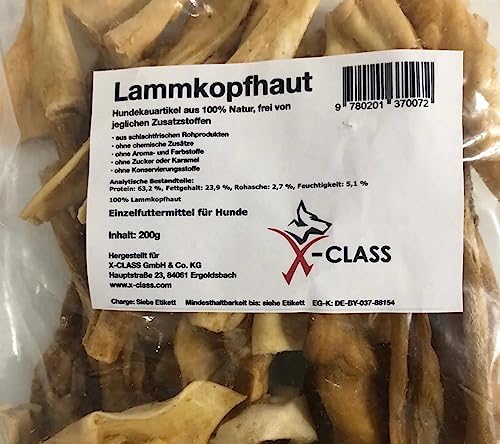 Lammkopfhaut
Hundekauartikel aus 100% Natur, frei von
jeglichen Zusatzstoffen
· aus schlachtfrischen Rohprodukten
· ohne chemische Zusätze
· ohne Aroma- und Farbstoffe
· ohne Zucker oder Karamel
· ohne Konservierungsstoffe
Analytische Bestandteile:
Protein: 63,2 %, Fettgehalt: 23,9 %, Rohasche: 2,7 %, Feuchtigkeit: 5,1 %
100% Lammkopfhaut
Einzelfuttermittel für Hunde
Inhalt: 200g
Hergestellt für
X-CLASS GmbH & Co. KG
Hauptstraße 23, 84061 Ergoldsbach
www.x-class.com
Charge: Siehe Etikett Mindesthaltbarkeit bis: siehe Etikett EG-K: DE-BY-037-88154
9 780201 370072
X-CLASS